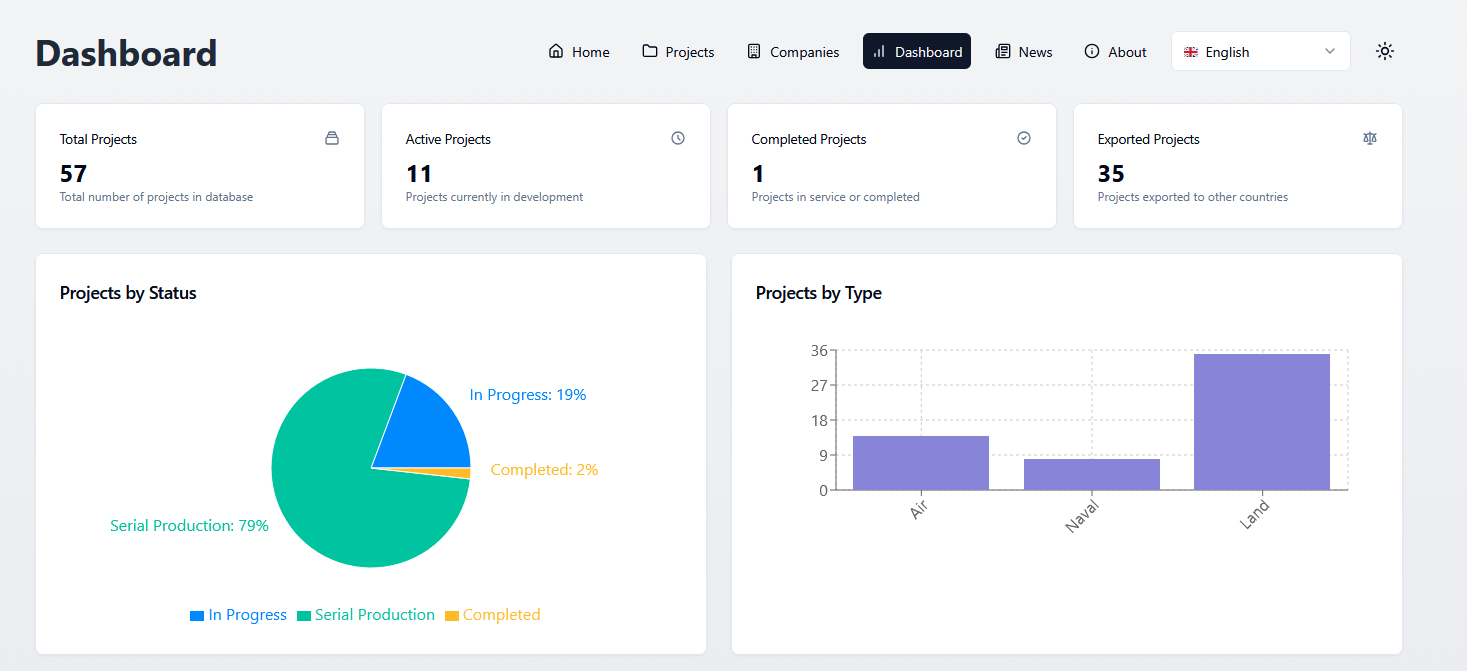 Dashboard
Home Projects Companies Dashboard News About English
Total Projects
57
Total number of projects in database
Active Projects
11
Projects currently in development
Completed Projects
1
Projects in service or completed
Exported Projects
35
Projects exported to other countries
Projects by Status
In Progress: 19%
Completed: 2%
Serial Production: 79%
In Progress Serial Production Completed
Projects by Type
36
27
18
9
0
Air Naval Land